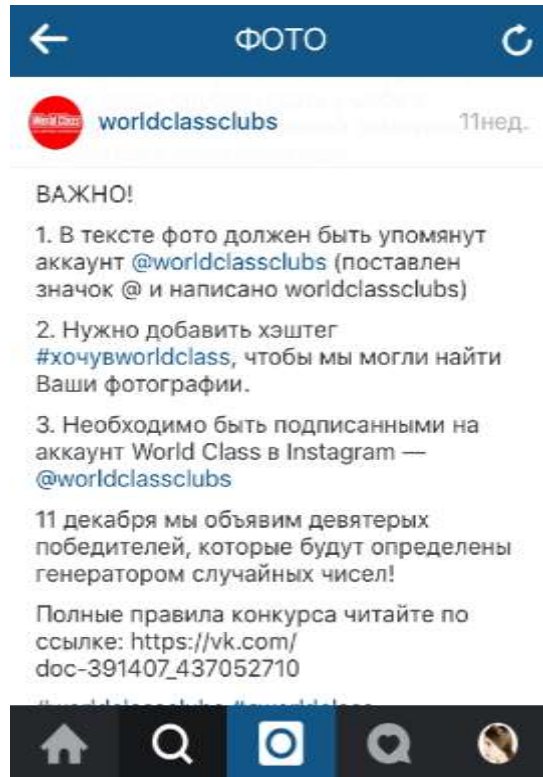 ФОТО
World Class
worldclassclubs
11нед.
ВАЖНО!
1. В тексте фото должен быть упомянут
аккаунт @worldclassclubs (поставлен
значок @ и написано worldclassclubs)
2. Нужно добавить хэштег
#хочувworldclass, чтобы мы могли найти
Ваши фотографии.
3. Необходимо быть подписанными на
аккаунт World Class в Instagram —
@worldclassclubs
11 декабря мы объявим девятерых
победителей, которые будут определены
генератором случайных чисел!
Полные правила конкурса читайте по
ссылке: https://vk.com/
doc-391407_437052710